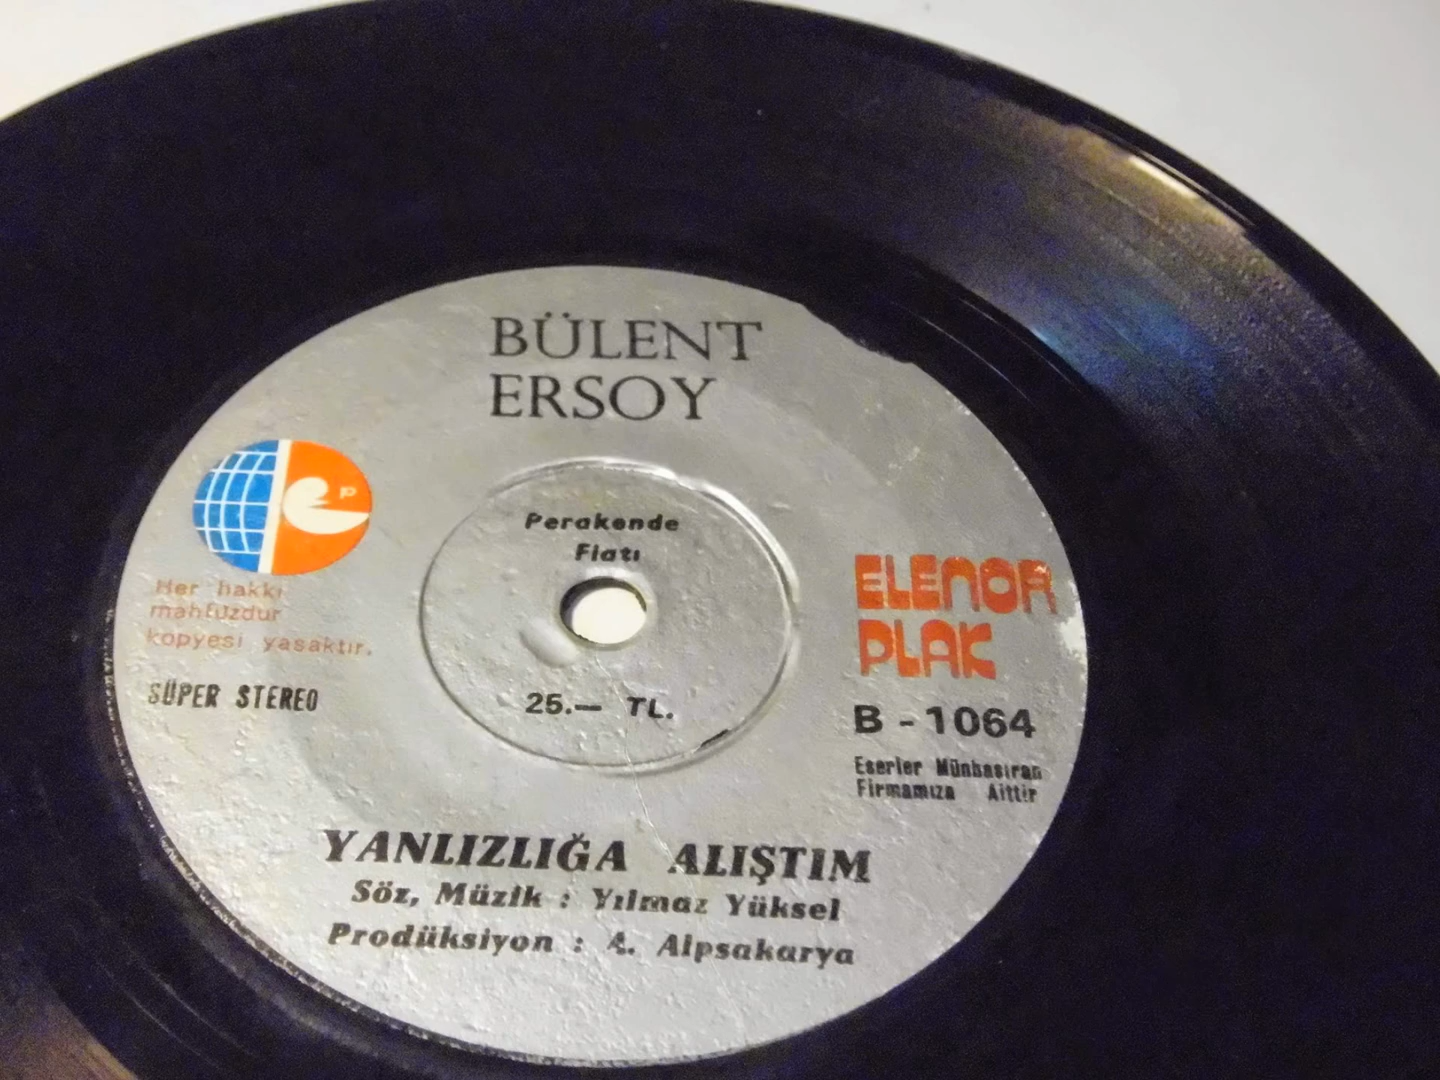 BÜLENT
ERSOY
P
Perakende
Fiatı
25.— TL.
Her hakkı
mahfuzdur
kopyesi yasaktır.
SÜPER STEREO
ELENOR
PLAK
B - 1064
Eserler Münhasıran
Firmamıza Aittir
YANLIZLIĞA ALIŞTIM
Söz, Müzik : Yılmaz Yüksel
Prodüksiyon : A. Alpsakarya